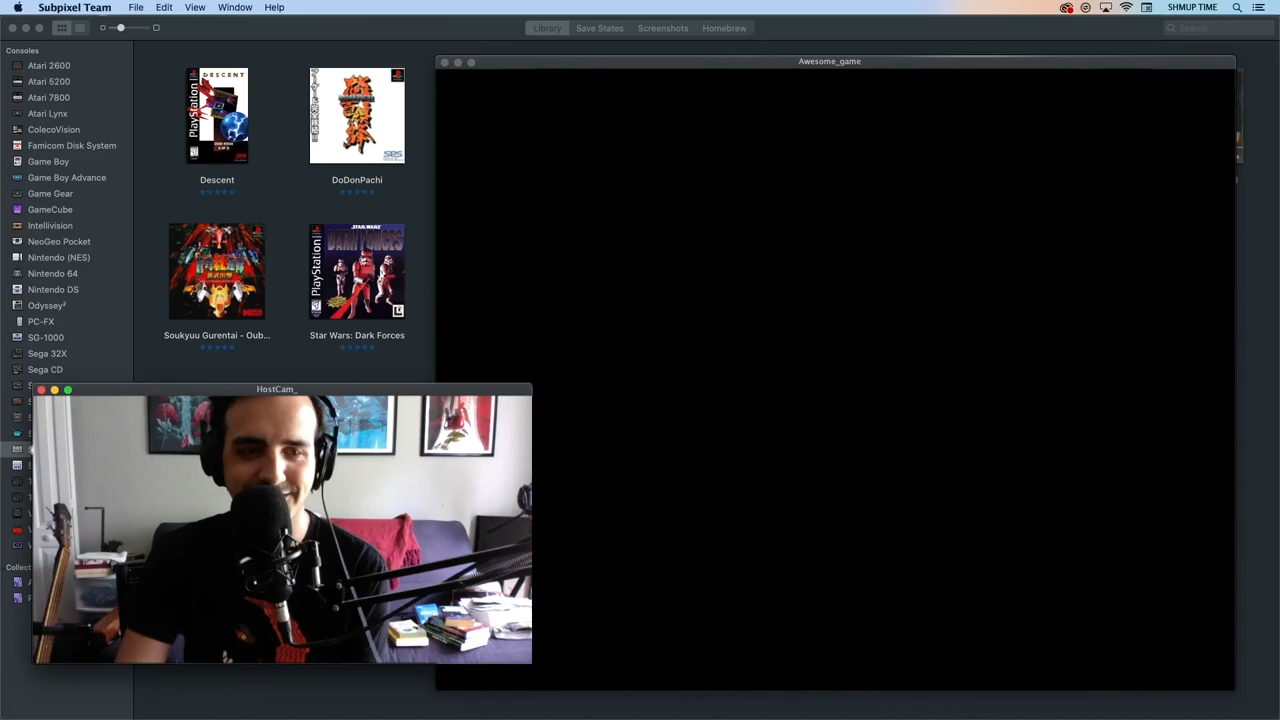 Subpixel Team File Edit View Window Help
SHMUP TIME
Library Save States Screenshots Homebrew
Search
Consoles
Atari 2600
Atari 5200
Atari 7800
Atari Lynx
ColecoVision
Famicom Disk System
Game Boy
Game Boy Advance
Game Gear
GameCube
Intellivision
NeoGeo Pocket
Nintendo (NES)
Nintendo 64
Nintendo DS
Odyssey²
PC-FX
SG-1000
Sega 32X
Sega CD
Collect
DESCENT
PlayStation
Descent
DoDonPachi
Soukyuu Gurentai - Oub...
STAR WARS
DARK FORCES
PlayStation
Star Wars: Dark Forces
Awesome_game
HostCam_